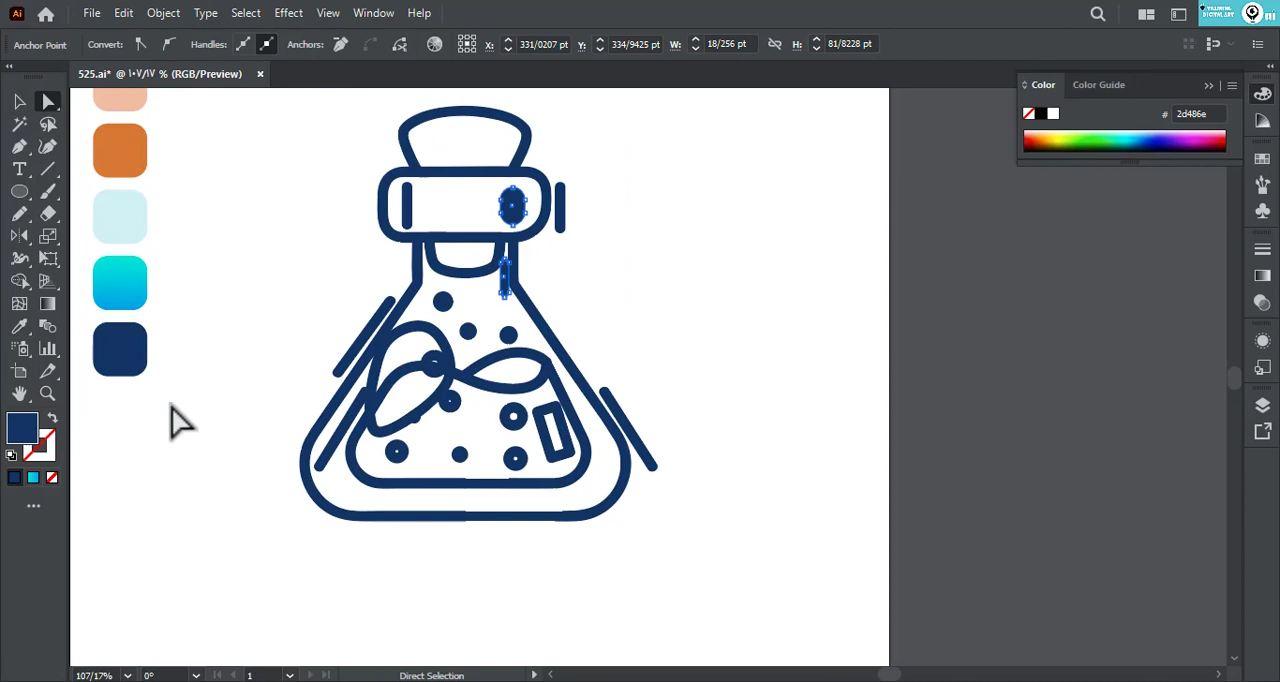 Ai File Edit Object Type Select Effect View Window Help
Anchor Point Convert: Handles: Anchors: X: 331/0207 pt Y: 334/9425 pt W: 18/256 pt H: 81/8228 pt
525.ai* @ ١٠٧/١٧ % (RGB/Preview) ×
Color Color Guide
# 2d486e
107/17% 0° 1 Direct Selection